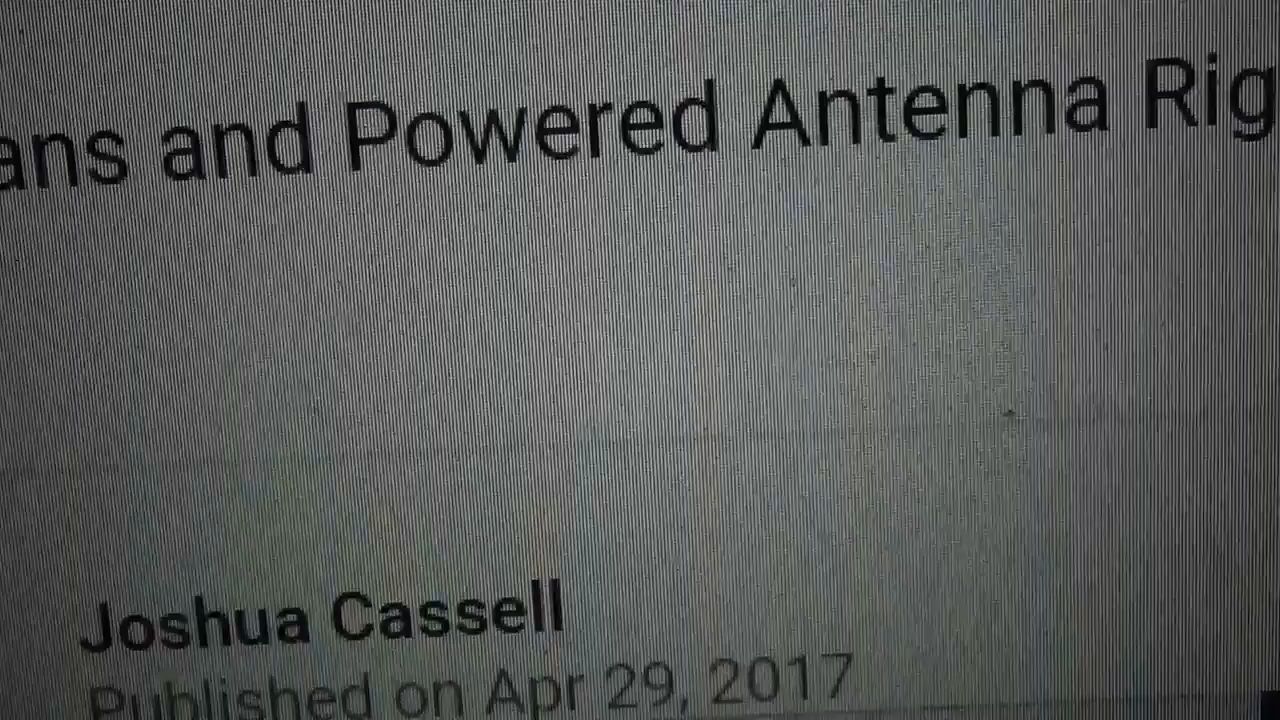 ans and Powered Antenna Rig
Joshua Cassell
Published on Apr 29, 2017